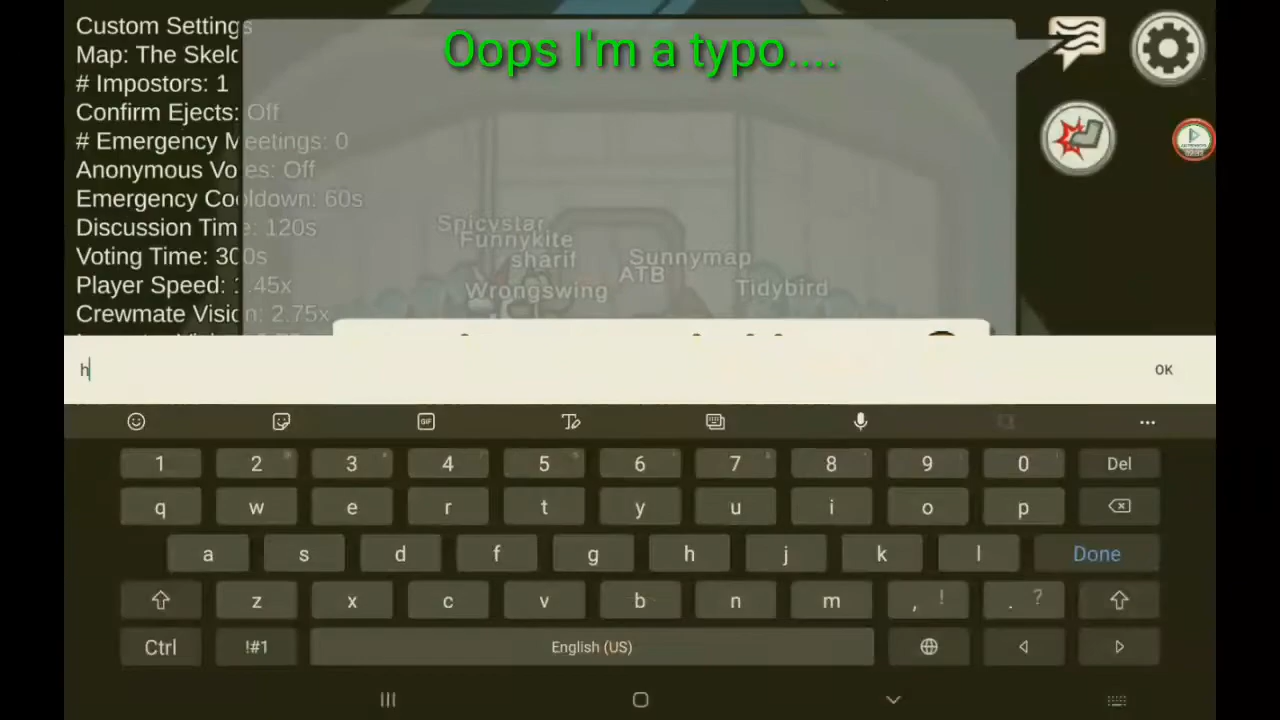 Custom Settings
Map: The Skeld
# Impostors: 1
Confirm Ejects: Off
# Emergency Meetings: 0
Anonymous Votes: Off
Emergency Cooldown: 60s
Discussion Time: 120s
Voting Time: 300s
Player Speed: 1.45x
Crewmate Vision: 2.75x
Oops I'm a typo....
Spicystar
Funnykite
sharif
Sunnymap
ATB
Wrongswing
Tidybird
h
OK
GIF
1 2 3 4 5 6 7 8 9 0 Del
q w e r t y u i o p
a s d f g h j k l Done
z x c v b n m , ! . ?
Ctrl !#1 English (US)